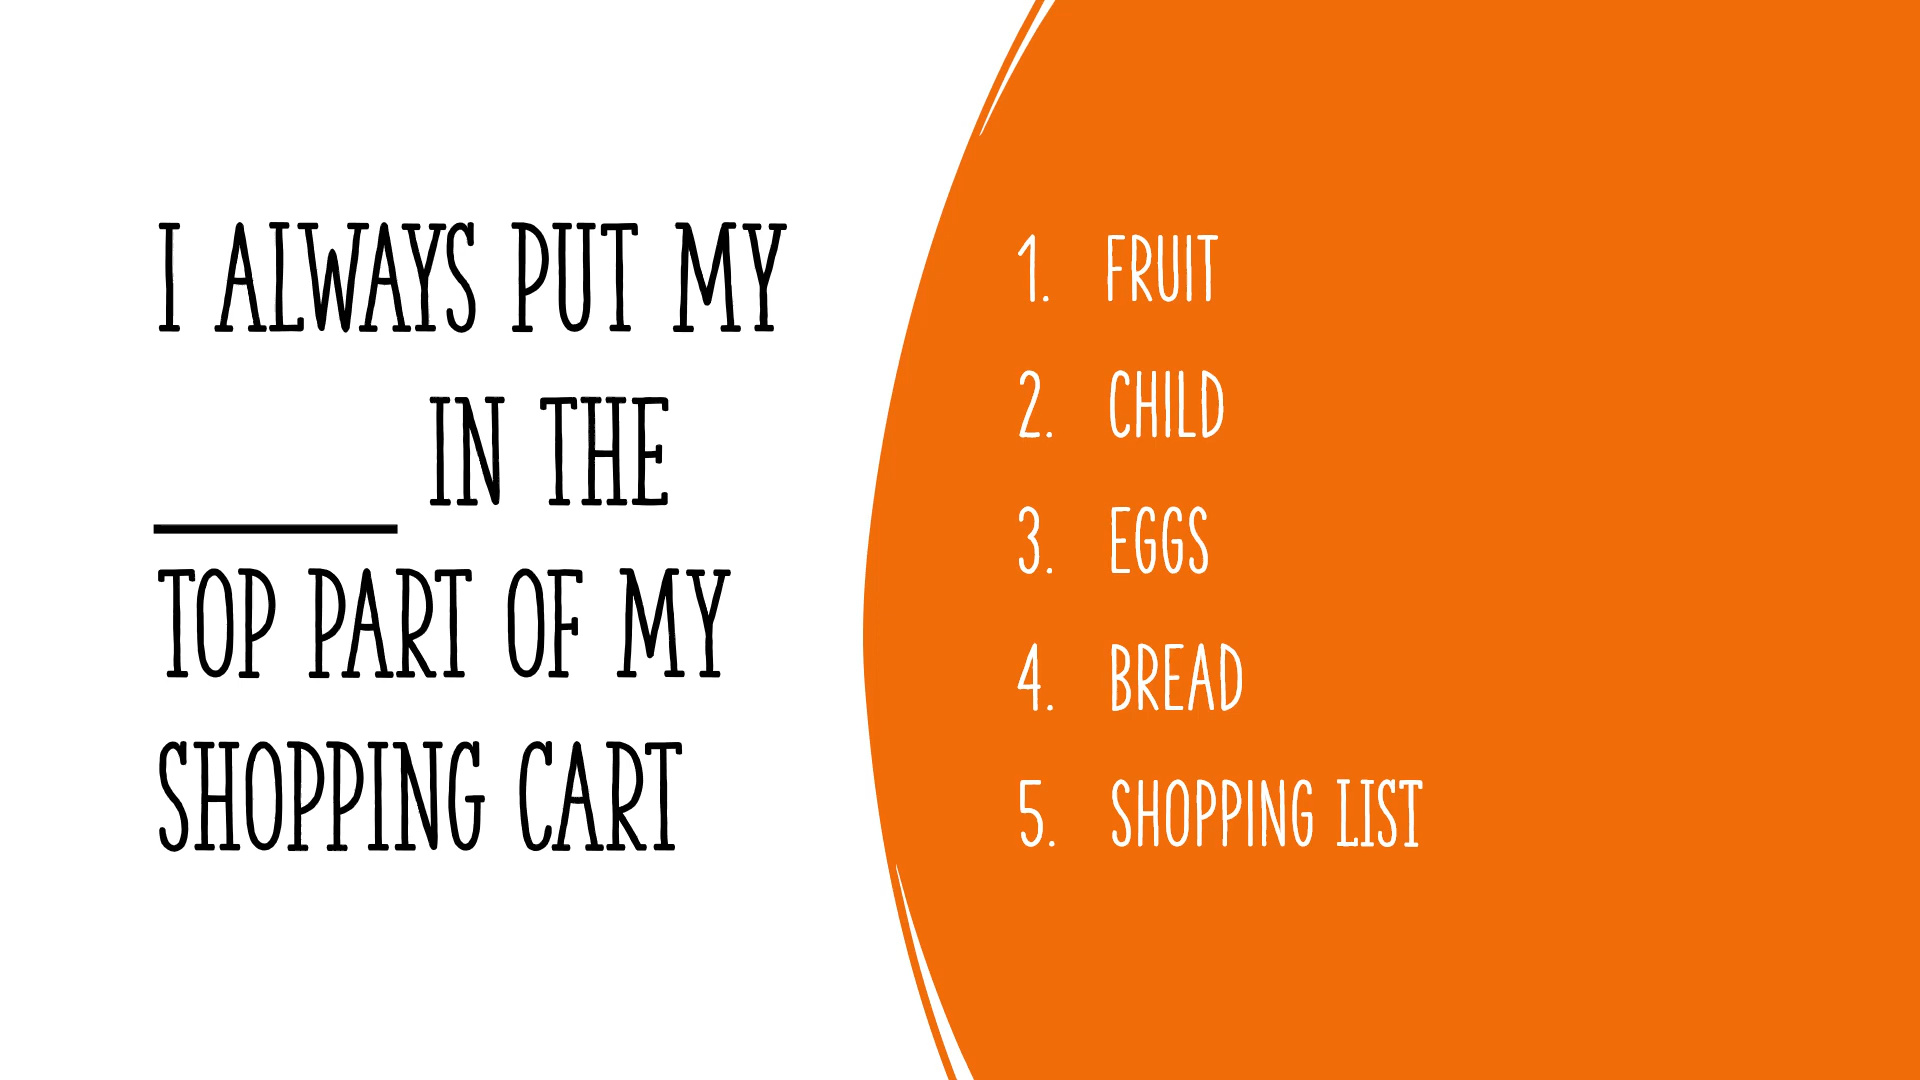 I ALWAYS PUT MY
_____ IN THE
TOP PART OF MY
SHOPPING CART
1. FRUIT
2. CHILD
3. EGGS
4. BREAD
5. SHOPPING LIST